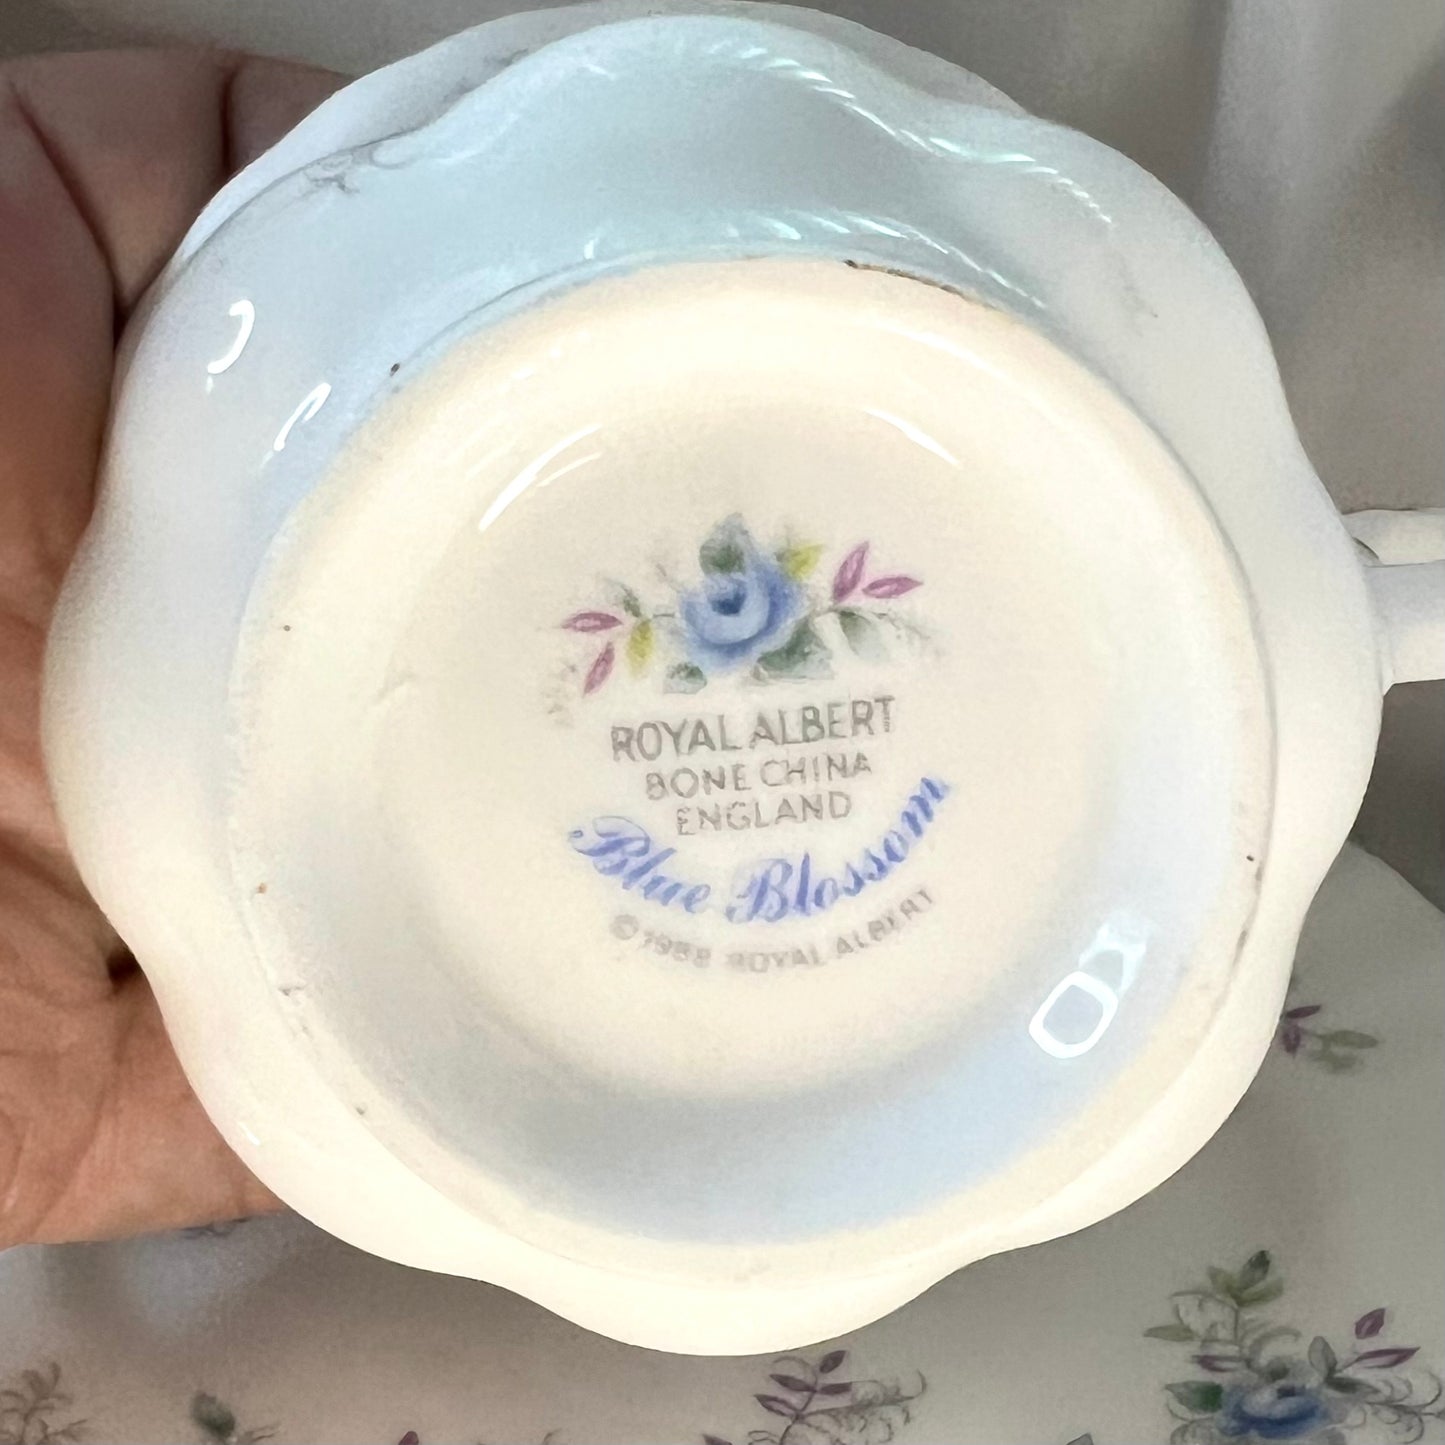 ROYAL ALBERT
BONE CHINA
ENGLAND
Blue Blossom
© 1988 ROYAL ALBERT